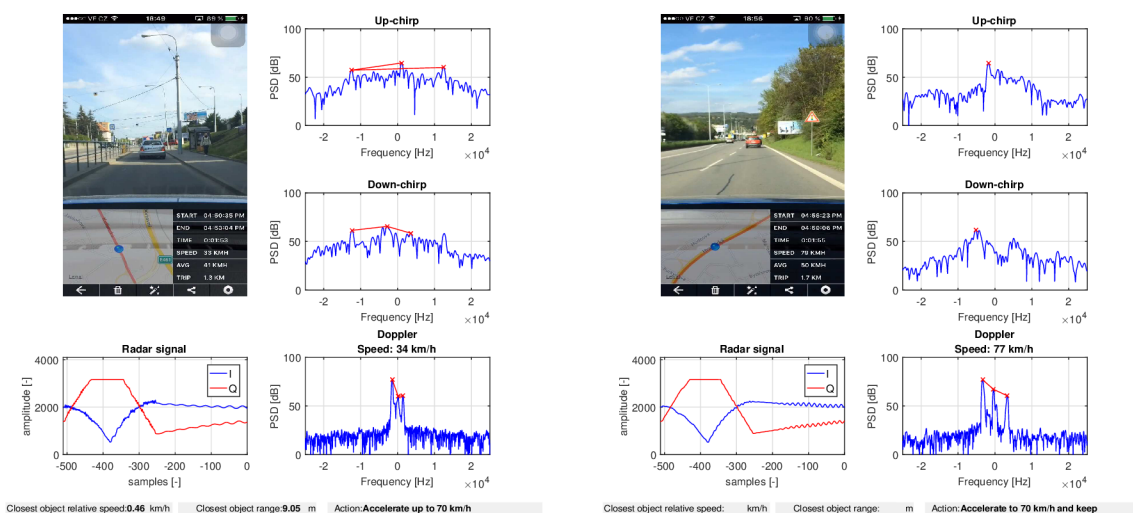 ●●●○○ VF CZ 18:49 89 %
START 04:50:35 PM
END 04:53:04 PM
TIME 0:01:53
SPEED 33 KMH
AVG 41 KMH
TRIP 1.3 KM
Up-chirp
PSD [dB]
100
50
0
-2 -1 0 1 2
Frequency [Hz] ×10^4
Down-chirp
PSD [dB]
100
50
0
-2 -1 0 1 2
Frequency [Hz] ×10^4
Radar signal
amplitude [-]
4000
2000
0
I
Q
-500 -400 -300 -200 -100 0
samples [-]
Doppler
Speed: 34 km/h
PSD [dB]
100
50
0
-2 -1 0 1 2
Frequency [Hz] ×10^4
Closest object relative speed:0.46 km/h Closest object range:9.05 m Action:Accelerate up to 70 km/h
●●●○○ VF CZ 18:56 90 %
START 04:56:23 PM
END 04:59:06 PM
TIME 0:01:55
SPEED 79 KMH
AVG 50 KMH
TRIP 1.7 KM
Up-chirp
PSD [dB]
100
50
0
-2 -1 0 1 2
Frequency [Hz] ×10^4
Down-chirp
PSD [dB]
100
50
0
-2 -1 0 1 2
Frequency [Hz] ×10^4
Radar signal
amplitude [-]
4000
2000
0
I
Q
-500 -400 -300 -200 -100 0
samples [-]
Doppler
Speed: 77 km/h
PSD [dB]
100
50
0
-2 -1 0 1 2
Frequency [Hz] ×10^4
Closest object relative speed: km/h Closest object range: m Action:Accelerate to 70 km/h and keep